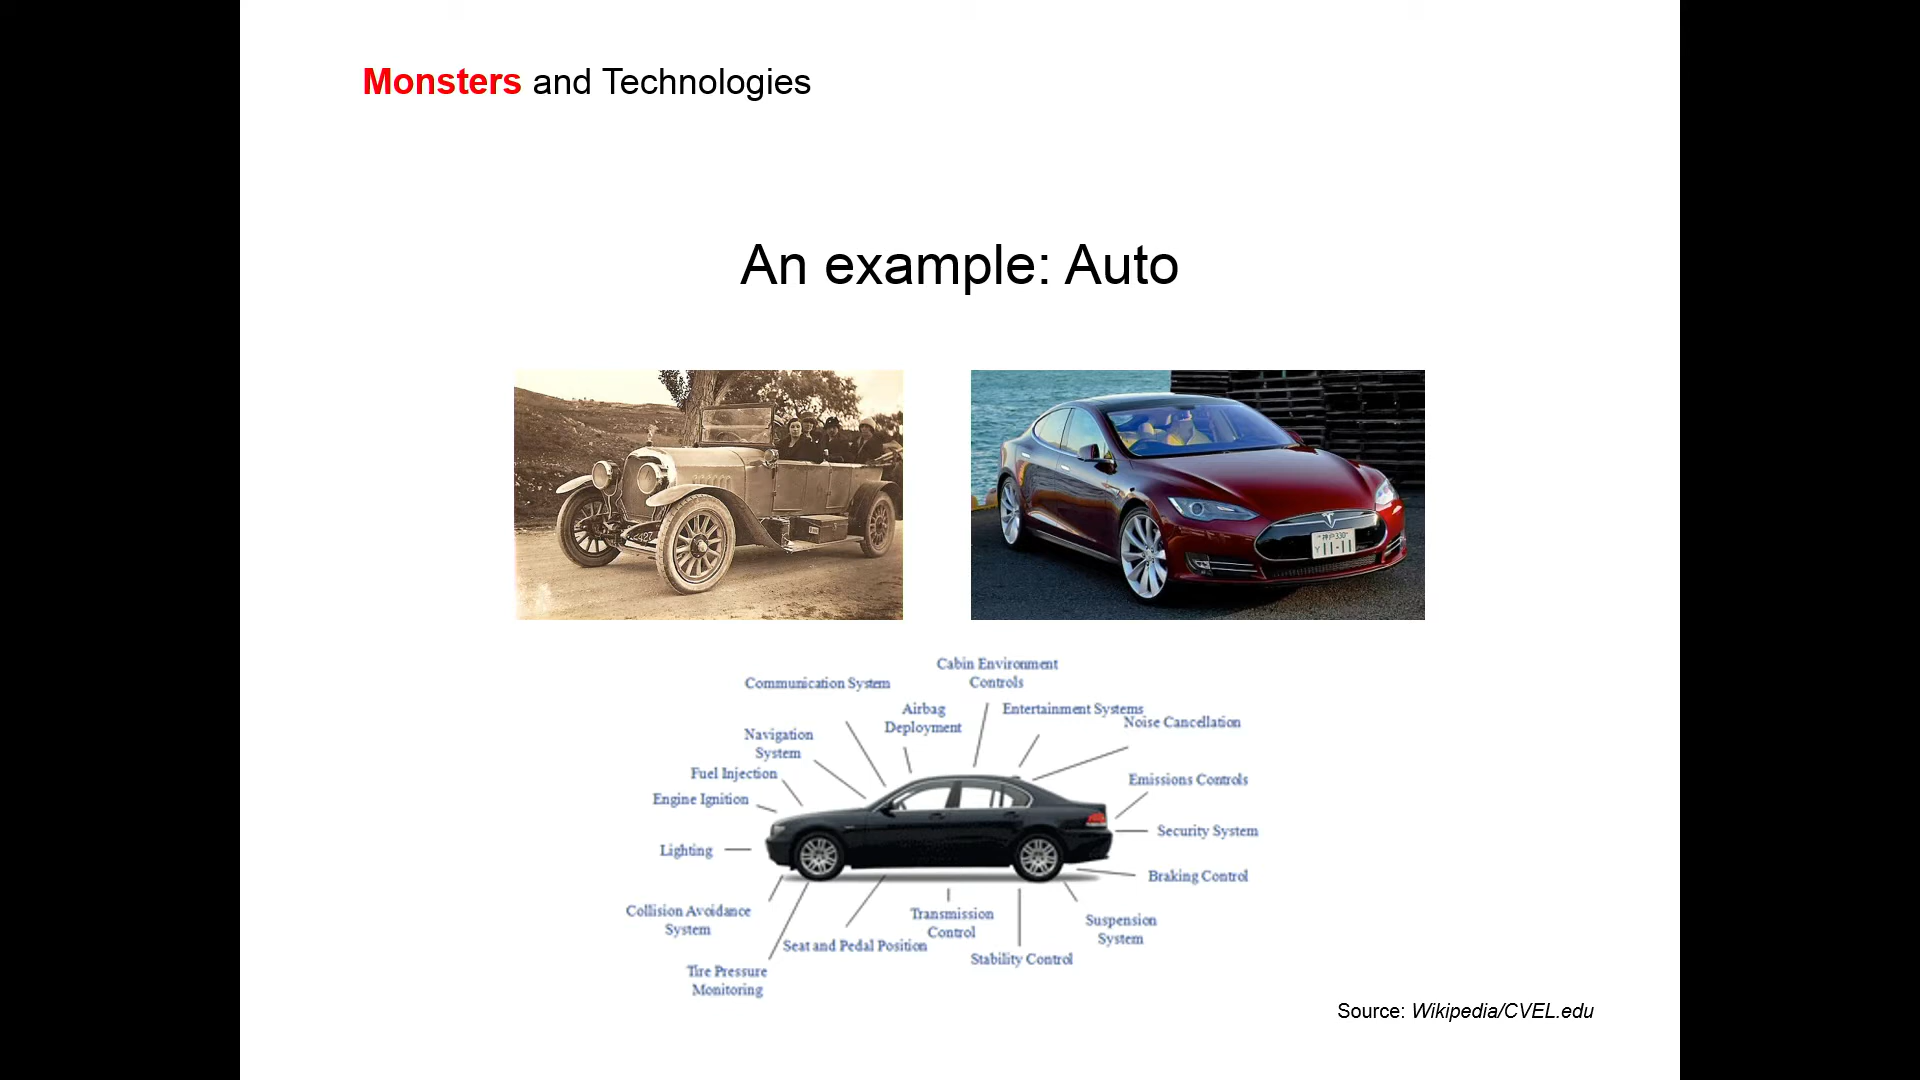 Monsters and Technologies
An example: Auto
Cabin Environment
Controls
Communication System
Airbag
Deployment
Entertainment Systems
Noise Cancellation
Navigation
System
Fuel Injection
Emissions Controls
Engine Ignition
Security System
Lighting
Braking Control
Collision Avoidance
System
Transmission
Control
Suspension
System
Seat and Pedal Position
Stability Control
Tire Pressure
Monitoring
Source: Wikipedia/CVEL.edu